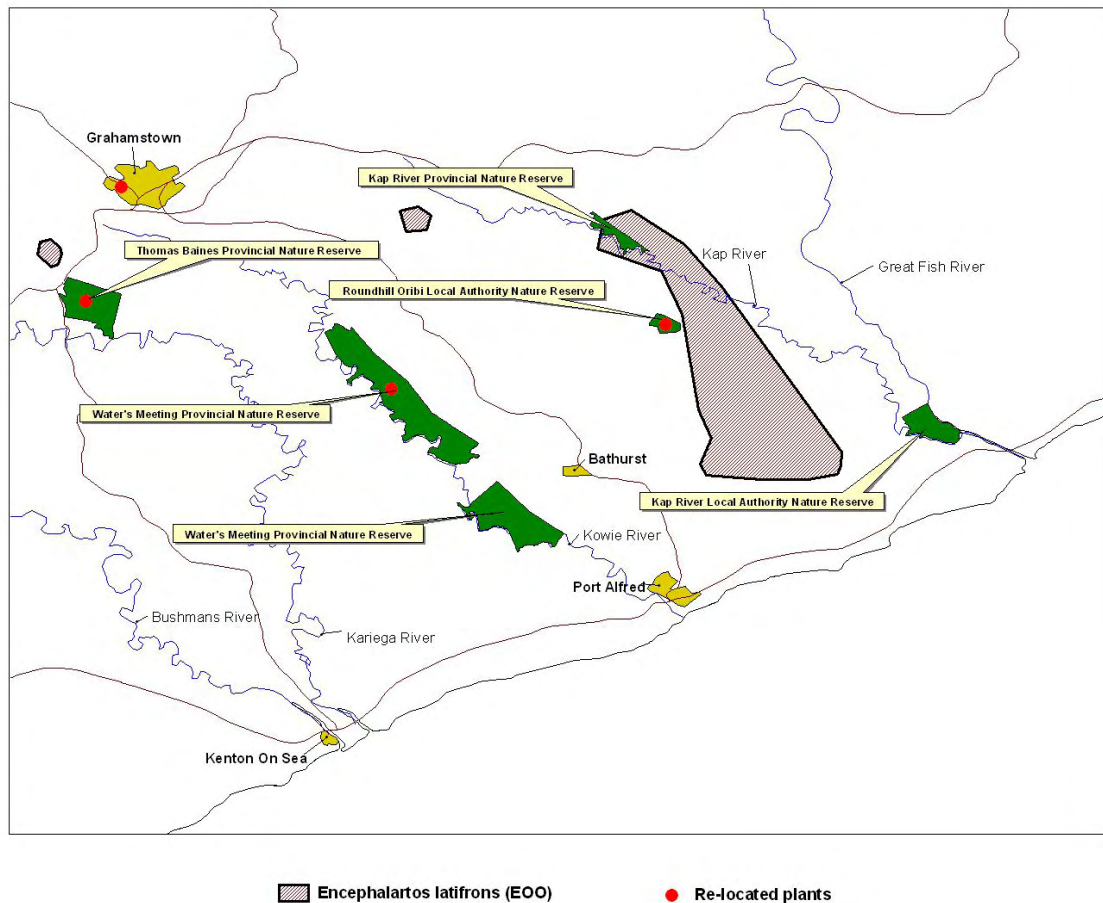 Grahamstown
Kap River Provincial Nature Reserve
Thomas Baines Provincial Nature Reserve
Kap River
Great Fish River
Roundhill Oribi Local Authority Nature Reserve
Water's Meeting Provincial Nature Reserve
Bathurst
Kap River Local Authority Nature Reserve
Water's Meeting Provincial Nature Reserve
Kowie River
Port Alfred
Bushmans River
Kariega River
Kenton On Sea
Encephalartos latifrons (EOO)
Re-located plants